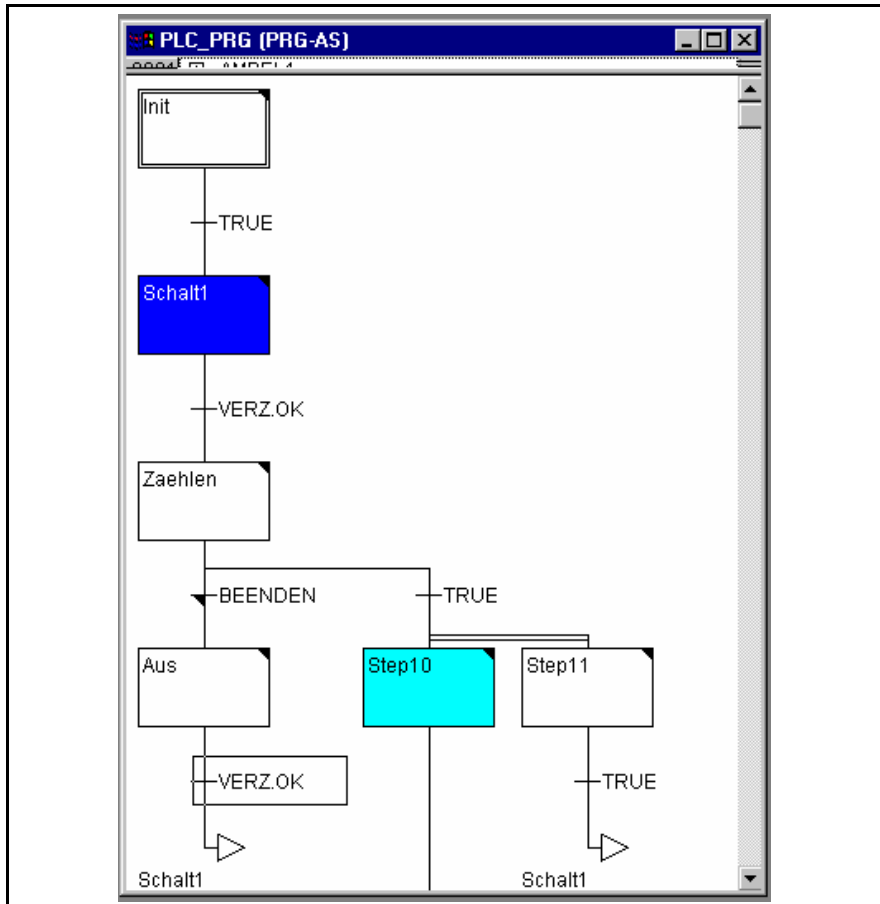 PLC_PRG (PRG-AS)
Init
TRUE
Schalt1
VERZ.OK
Zaehlen
BEENDEN
TRUE
Aus
Step10
Step11
VERZ.OK
TRUE
Schalt1
Schalt1